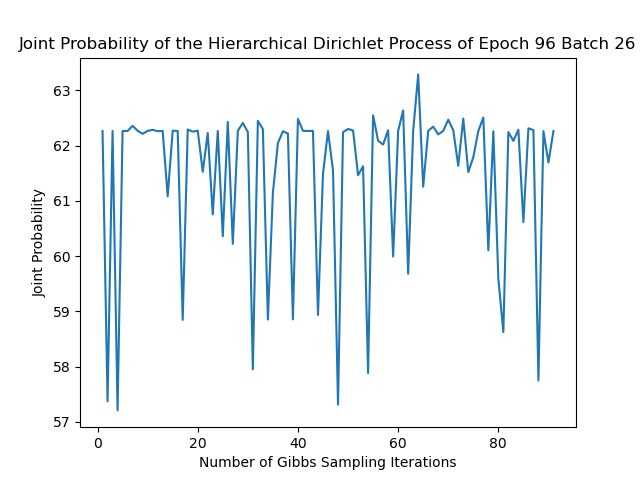 Joint Probability of the Hierarchical Dirichlet Process of Epoch 96 Batch 26
63
62
61
60
59
58
57
Joint Probability
0 20 40 60 80
Number of Gibbs Sampling Iterations